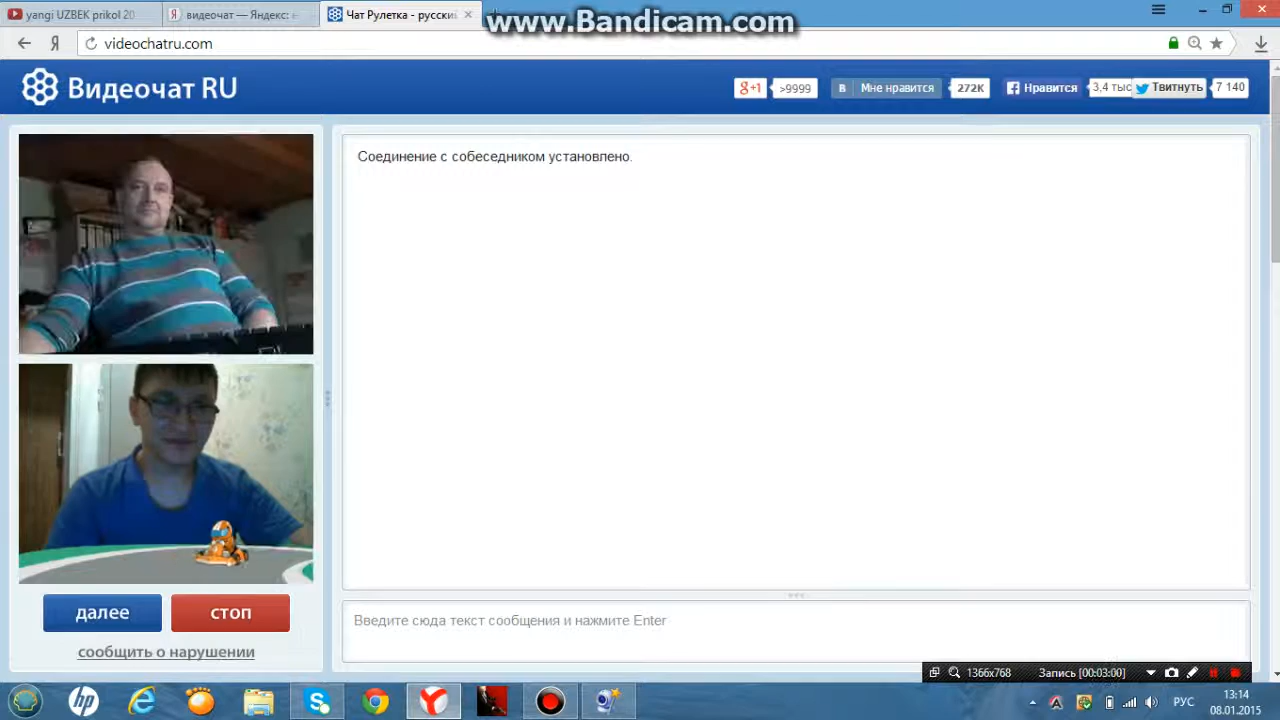 www.Bandicam.com
yangi UZBEK prikol 20
видеочат — Яндекс: 
Чат Рулетка - русский
videochatru.com
Видеочат RU
g+1
>9999
B Мне нравится
272K
Нравится
3,4 тыс
Твитнуть
7 140
Соединение с собеседником установлено.
далее
стоп
сообщить о нарушении
Введите сюда текст сообщения и нажмите Enter
1366x768
Запись [00:03:00]
РУС
13:14
08.01.2015